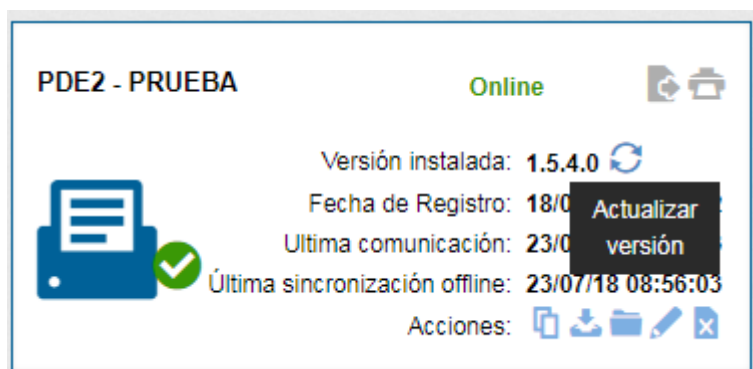 PDE2 - PRUEBA Online
Versión instalada: 1.5.4.0
Fecha de Registro: 18/0
Actualizar
versión
Ultima comunicación: 23/0
Última sincronización offline: 23/07/18 08:56:03
Acciones: